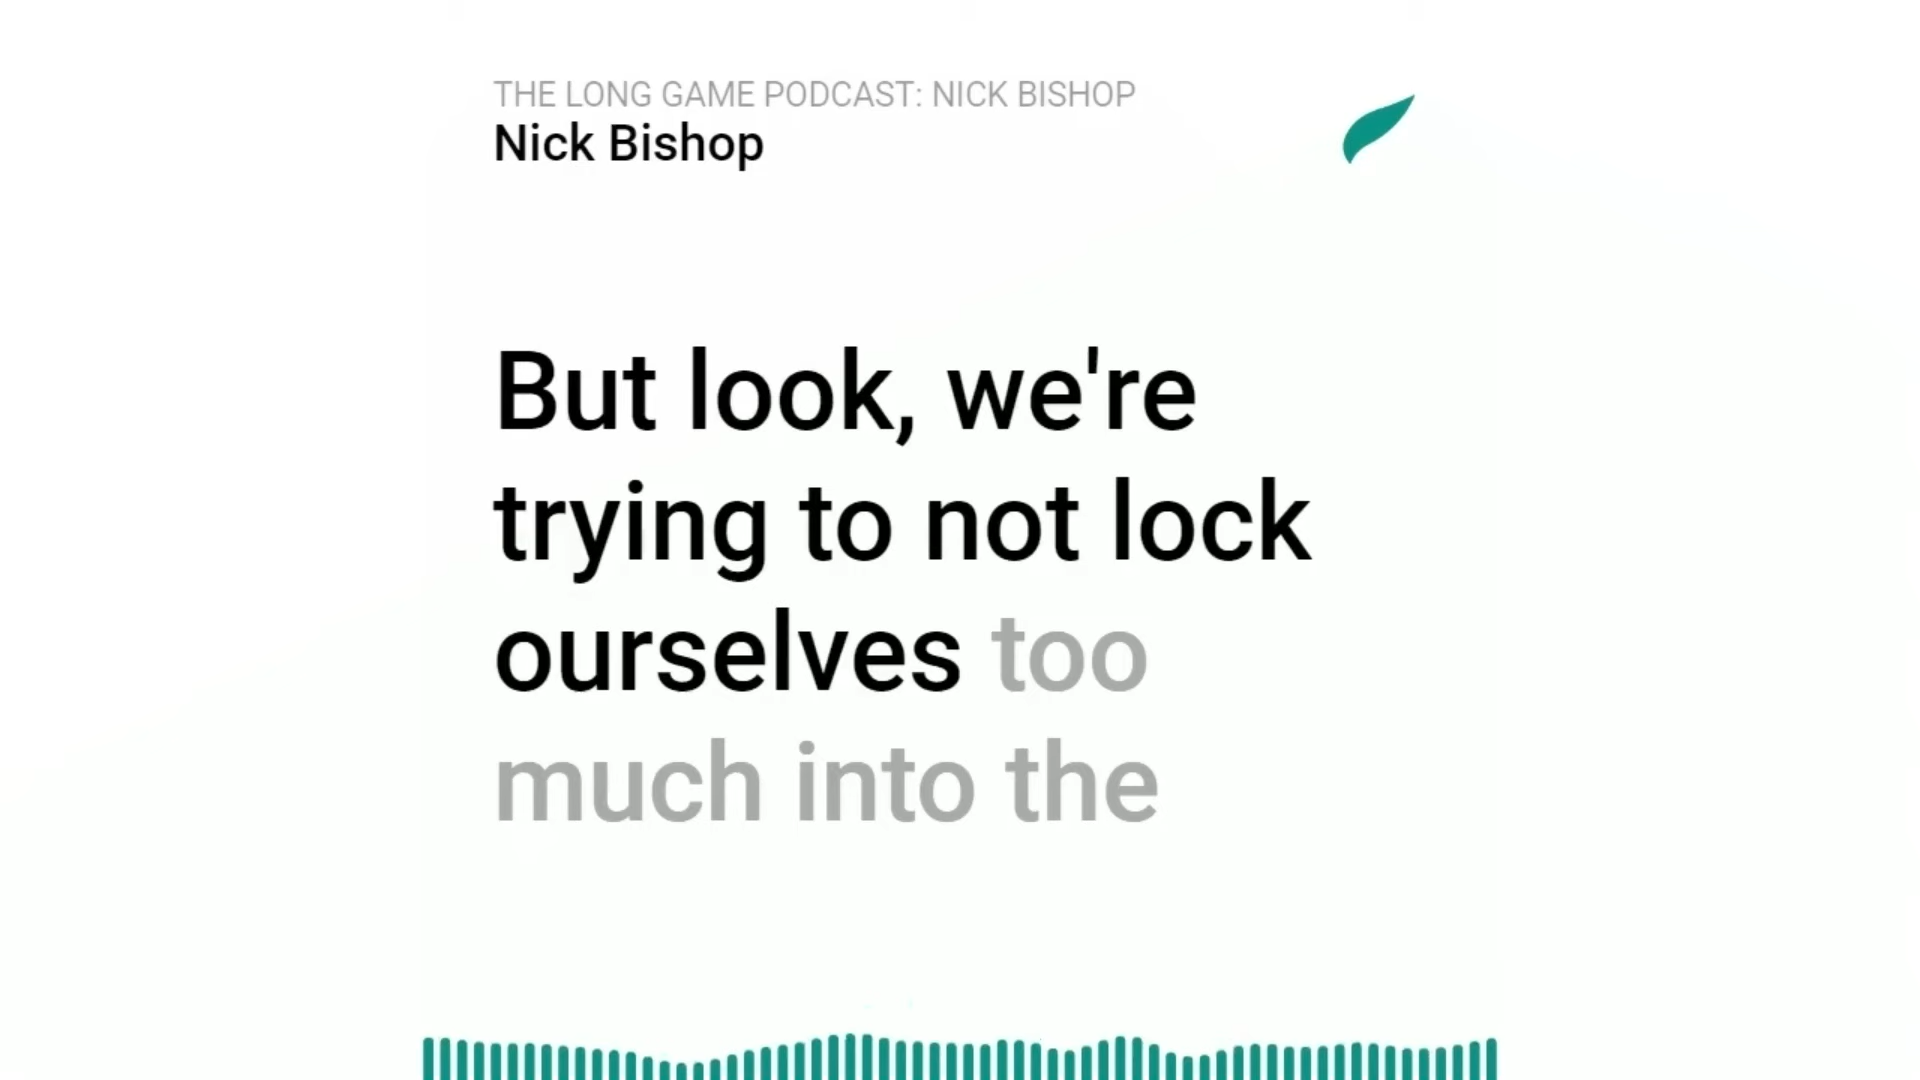 THE LONG GAME PODCAST: NICK BISHOP
Nick Bishop
But look, we're
trying to not lock
ourselves too
much into the